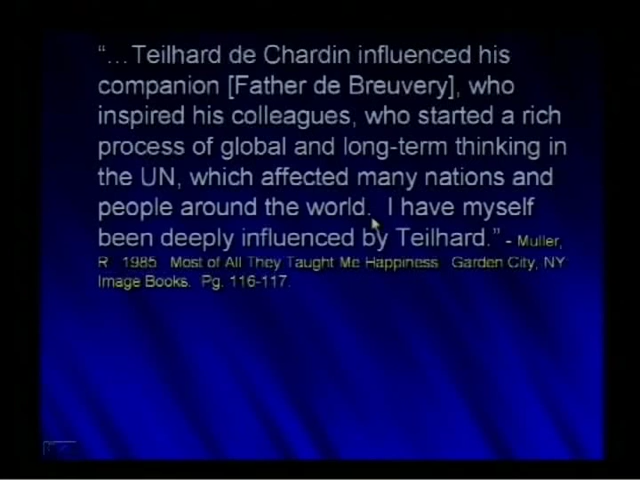 “…Teilhard de Chardin influenced his
companion [Father de Breuvery], who
inspired his colleagues, who started a rich
process of global and long-term thinking in
the UN, which affected many nations and
people around the world. I have myself
been deeply influenced by Teilhard.” - Muller,
R 1985 Most of All They Taught Me Happiness Garden City, NY
Image Books. Pg. 116-117.